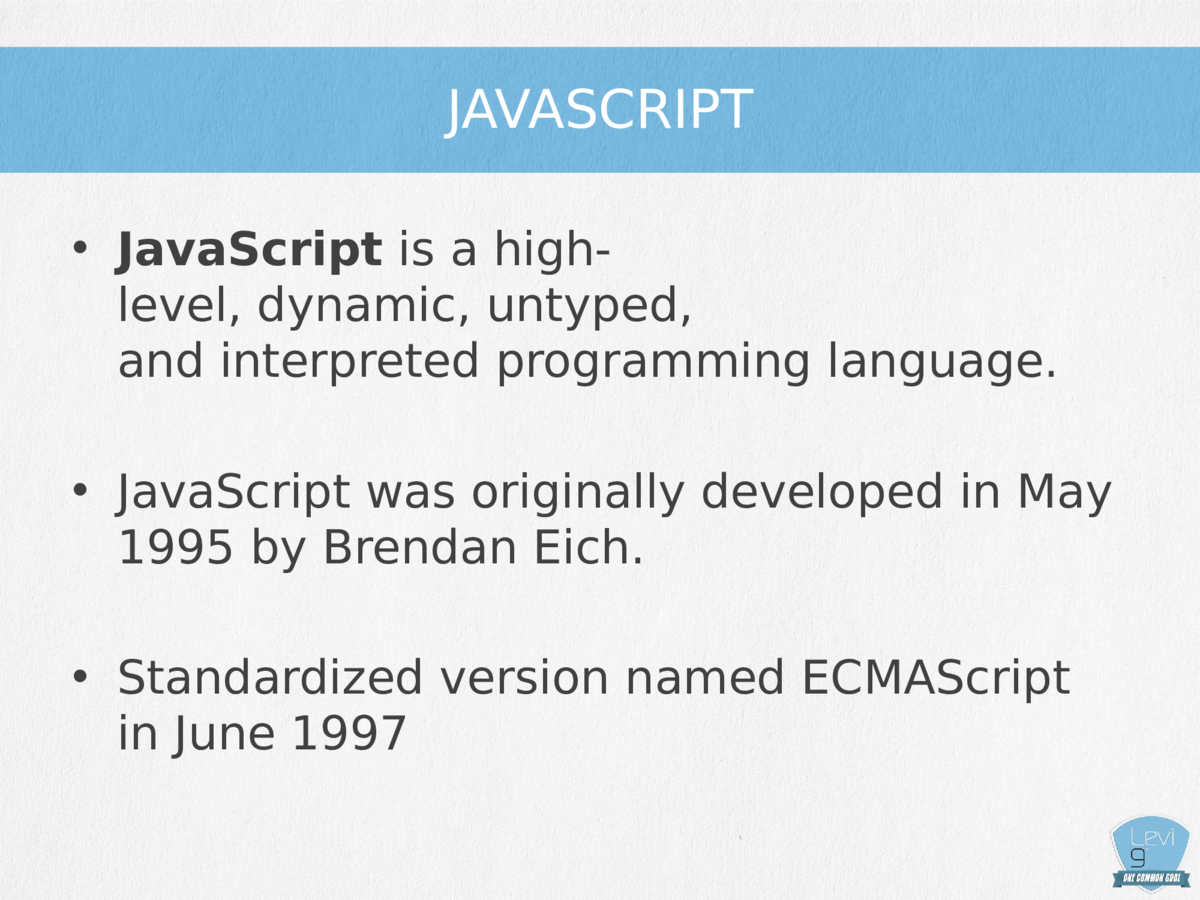 JAVASCRIPT
• JavaScript is a high-
level, dynamic, untyped,
and interpreted programming language.
• JavaScript was originally developed in May
1995 by Brendan Eich.
• Standardized version named ECMAScript
in June 1997
Levi
9
ONE COMMON GOAL